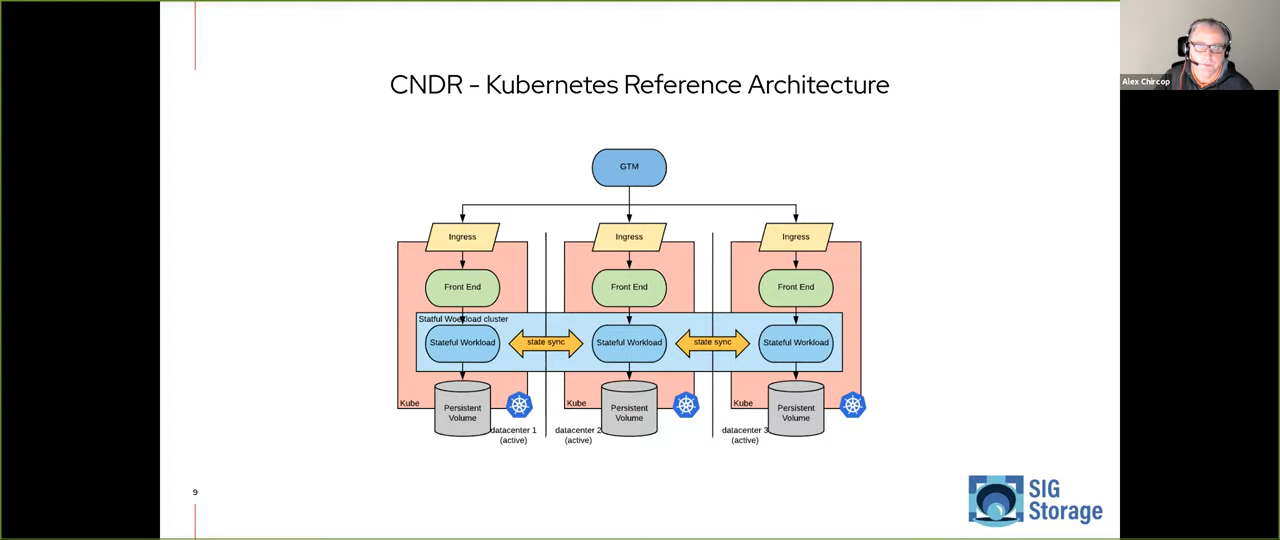 Alex Chircop
CNDR - Kubernetes Reference Architecture
GTM
Ingress
Ingress
Ingress
Front End
Front End
Front End
Statful Workload cluster
Stateful Workload
state sync
Stateful Workload
state sync
Stateful Workload
Kube
Persistent
Volume
Kube
Persistent
Volume
Kube
Persistent
Volume
datacenter 1
(active)
datacenter 2
(active)
datacenter 3
(active)
9
SIG
Storage